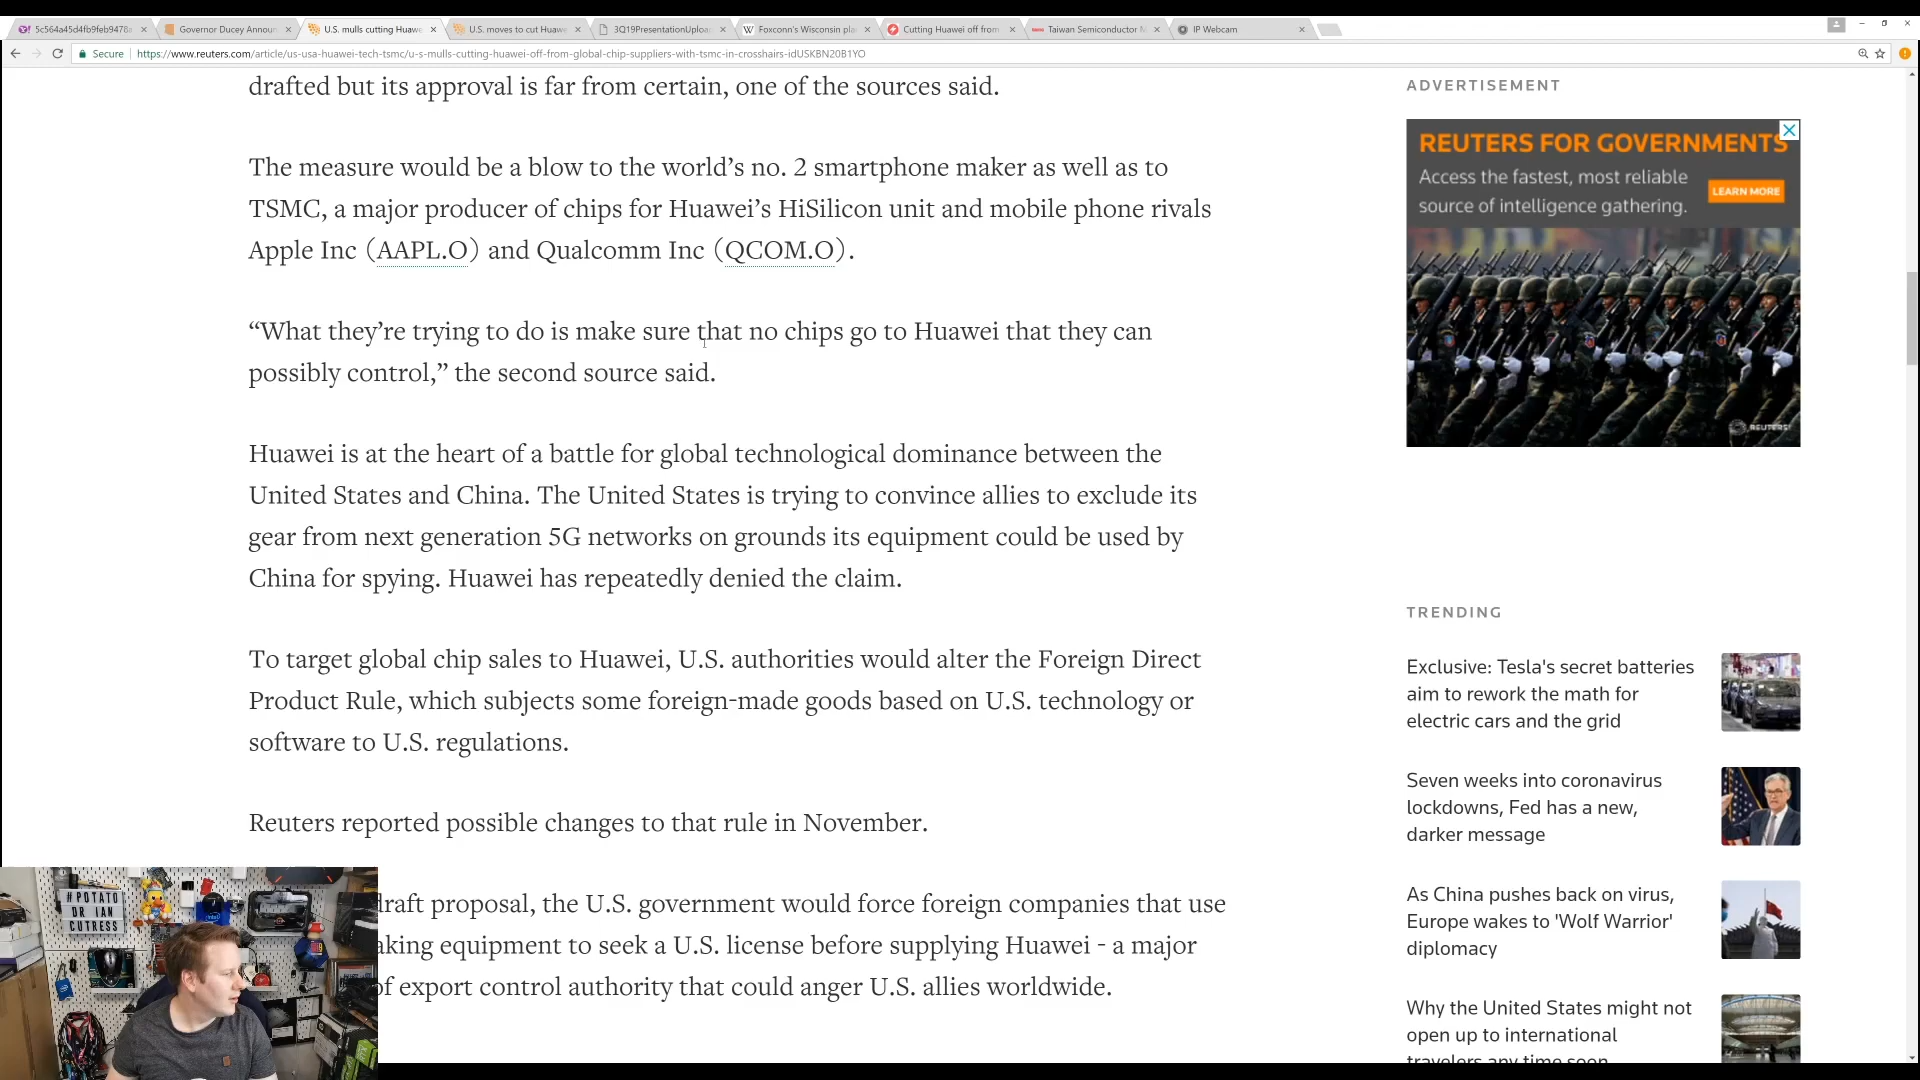 5c564a45d4fb9feb9478
Governor Ducey Announ
U.S. mulls cutting Huawe
U.S. moves to cut Huawe
3Q19PresentationUploa
Foxconn's Wisconsin pla
Cutting Huawei off from
Taiwan Semiconductor M
IP Webcam
Secure
https://www.reuters.com/article/us-usa-huawei-tech-tsmc/u-s-mulls-cutting-huawei-off-from-global-chip-suppliers-with-tsmc-in-crosshairs-idUSKBN20B1YO
drafted but its approval is far from certain, one of the sources said.
The measure would be a blow to the world’s no. 2 smartphone maker as well as to
TSMC, a major producer of chips for Huawei’s HiSilicon unit and mobile phone rivals
Apple Inc (AAPL.O) and Qualcomm Inc (QCOM.O).
“What they’re trying to do is make sure that no chips go to Huawei that they can
possibly control,” the second source said.
Huawei is at the heart of a battle for global technological dominance between the
United States and China. The United States is trying to convince allies to exclude its
gear from next generation 5G networks on grounds its equipment could be used by
China for spying. Huawei has repeatedly denied the claim.
To target global chip sales to Huawei, U.S. authorities would alter the Foreign Direct
Product Rule, which subjects some foreign-made goods based on U.S. technology or
software to U.S. regulations.
Reuters reported possible changes to that rule in November.
draft proposal, the U.S. government would force foreign companies that use
aking equipment to seek a U.S. license before supplying Huawei - a major
of export control authority that could anger U.S. allies worldwide.
ADVERTISEMENT
REUTERS FOR GOVERNMENTS
Access the fastest, most reliable
source of intelligence gathering.
LEARN MORE
REUTERS
TRENDING
Exclusive: Tesla's secret batteries
aim to rework the math for
electric cars and the grid
Seven weeks into coronavirus
lockdowns, Fed has a new,
darker message
As China pushes back on virus,
Europe wakes to 'Wolf Warrior'
diplomacy
Why the United States might not
open up to international
travelers any time soon
#POTATO
DR IAN
CUTRESS
intel